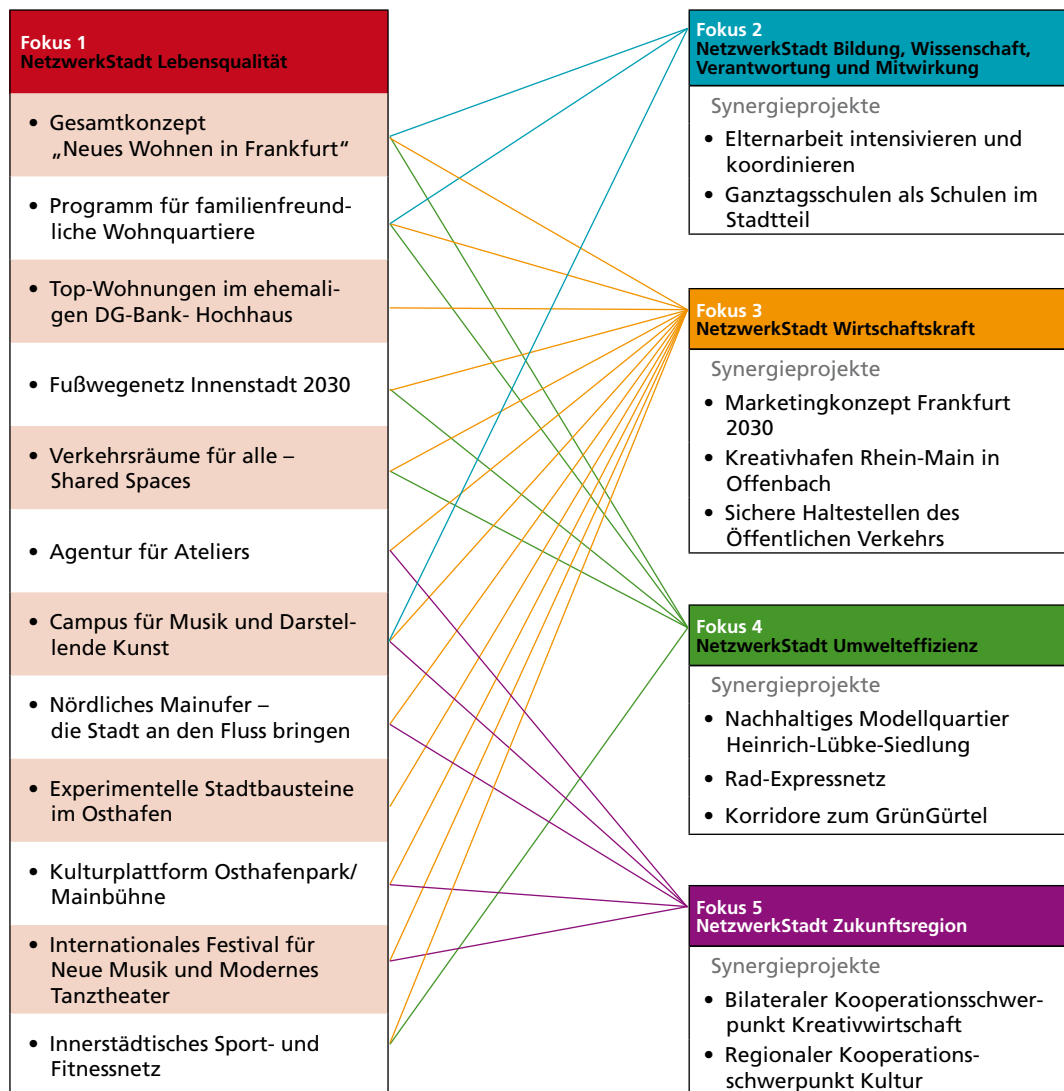 Fokus 1
NetzwerkStadt Lebensqualität
• Gesamtkonzept
„Neues Wohnen in Frankfurt“
• Programm für familienfreund-
liche Wohnquartiere
• Top-Wohnungen im ehemali-
gen DG-Bank- Hochhaus
• Fußwegenetz Innenstadt 2030
• Verkehrsräume für alle –
Shared Spaces
• Agentur für Ateliers
• Campus für Musik und Darstel-
lende Kunst
• Nördliches Mainufer –
die Stadt an den Fluss bringen
• Experimentelle Stadtbausteine
im Osthafen
• Kulturplattform Osthafenpark/
Mainbühne
• Internationales Festival für
Neue Musik und Modernes
Tanztheater
• Innerstädtisches Sport- und
Fitnessnetz
Fokus 2
NetzwerkStadt Bildung, Wissenschaft,
Verantwortung und Mitwirkung
Synergieprojekte
• Elternarbeit intensivieren und
koordinieren
• Ganztagsschulen als Schulen im
Stadtteil
Fokus 3
NetzwerkStadt Wirtschaftskraft
Synergieprojekte
• Marketingkonzept Frankfurt
2030
• Kreativhafen Rhein-Main in
Offenbach
• Sichere Haltestellen des
Öffentlichen Verkehrs
Fokus 4
NetzwerkStadt Umwelteffizienz
Synergieprojekte
• Nachhaltiges Modellquartier
Heinrich-Lübke-Siedlung
• Rad-Expressnetz
• Korridore zum GrünGürtel
Fokus 5
NetzwerkStadt Zukunftsregion
Synergieprojekte
• Bilateraler Kooperationsschwer-
punkt Kreativwirtschaft
• Regionaler Kooperations-
schwerpunkt Kultur